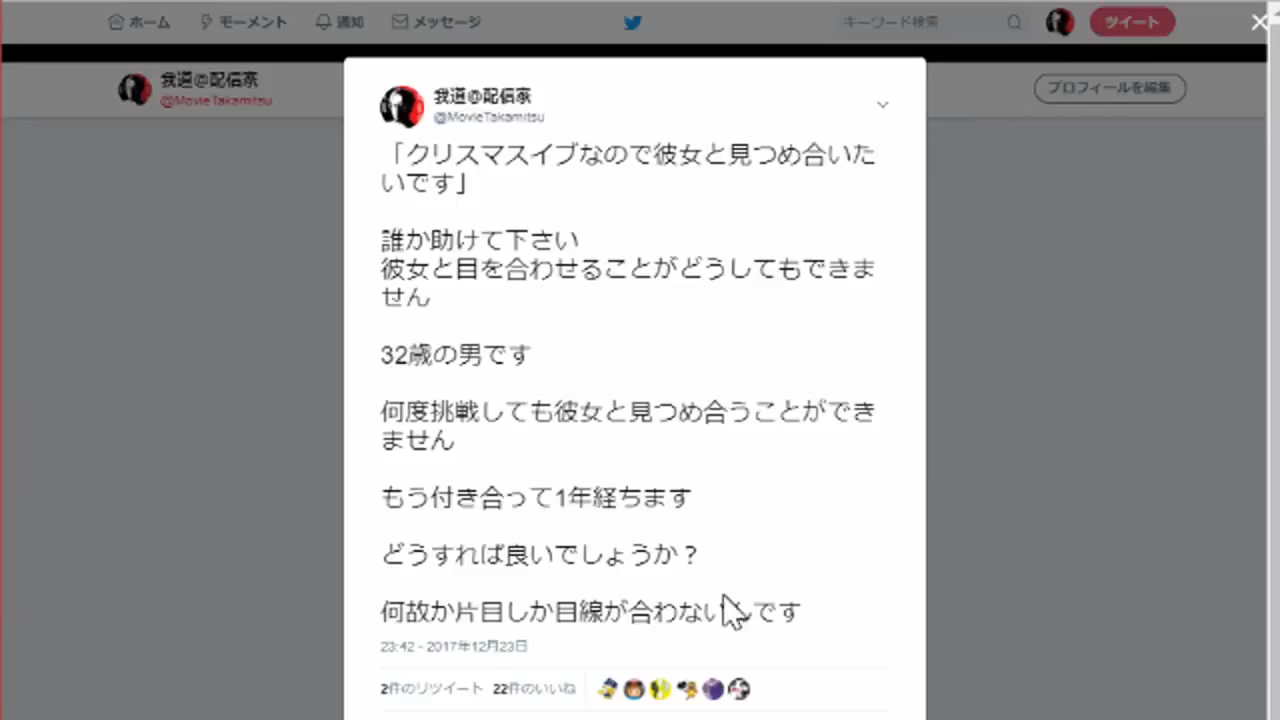 ホーム モーメント 通知 メッセージ キーワード検索 ツイート
我道@配信家
@MovieTakamitsu
プロフィールを編集
我道@配信家
@MovieTakamitsu
「クリスマスイブなので彼女と見つめ合いた
いです」
誰か助けて下さい
彼女と目を合わせることがどうしてもできま
せん
32歳の男です
何度挑戦しても彼女と見つめ合うことができ
ません
もう付き合って1年経ちます
どうすれば良いでしょうか？
何故か片目しか目線が合わない です
23:42 - 2017年12月23日
2件のリツイート 22件のいいね